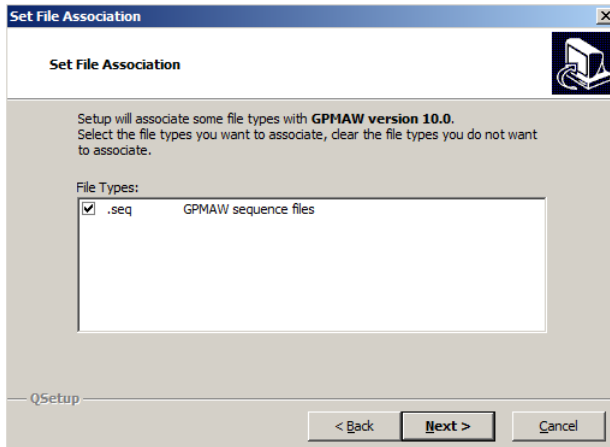 Set File Association
Set File Association
Setup will associate some file types with GPMAW version 10.0.
Select the file types you want to associate, clear the file types you do not want
to associate.
File Types:
.seq GPMAW sequence files
QSetup
< Back Next > Cancel